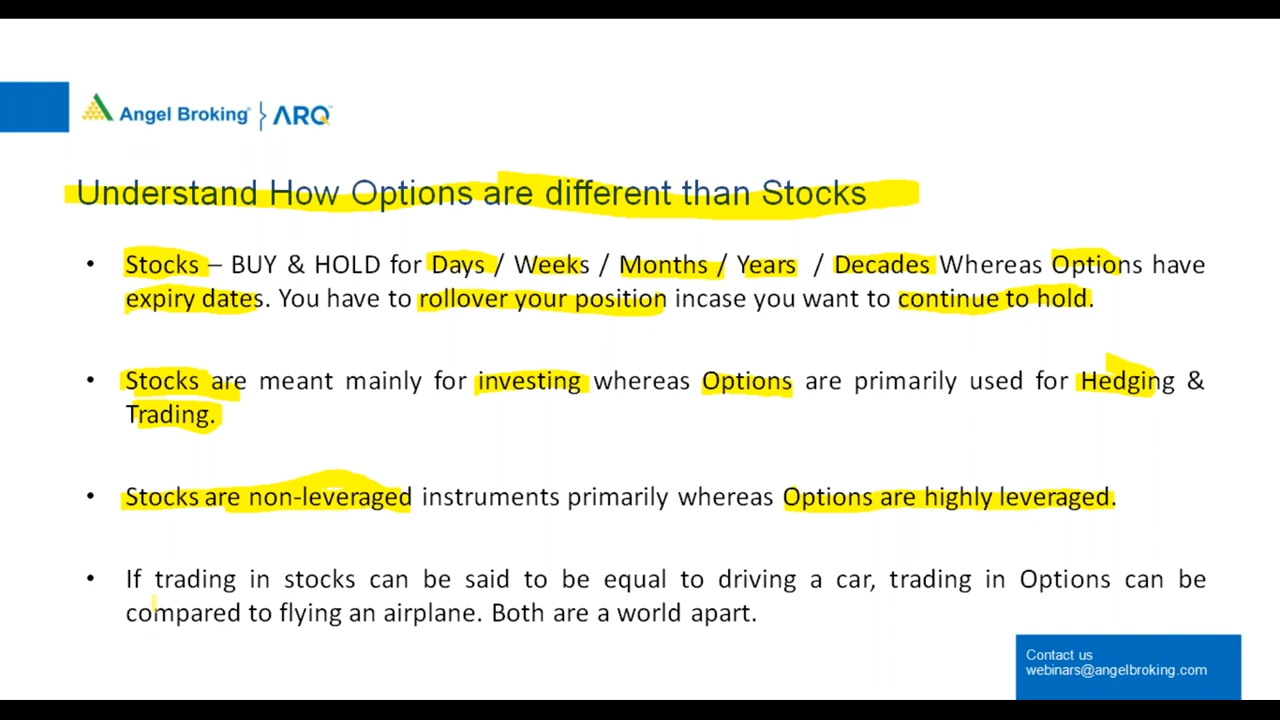 Angel Broking ARQ
Understand How Options are different than Stocks
• Stocks – BUY & HOLD for Days / Weeks / Months / Years / Decades Whereas Options have
expiry dates. You have to rollover your position incase you want to continue to hold.
• Stocks are meant mainly for investing whereas Options are primarily used for Hedging &
Trading.
• Stocks are non-leveraged instruments primarily whereas Options are highly leveraged.
• If trading in stocks can be said to be equal to driving a car, trading in Options can be
compared to flying an airplane. Both are a world apart.
Contact us
webinars@angelbroking.com